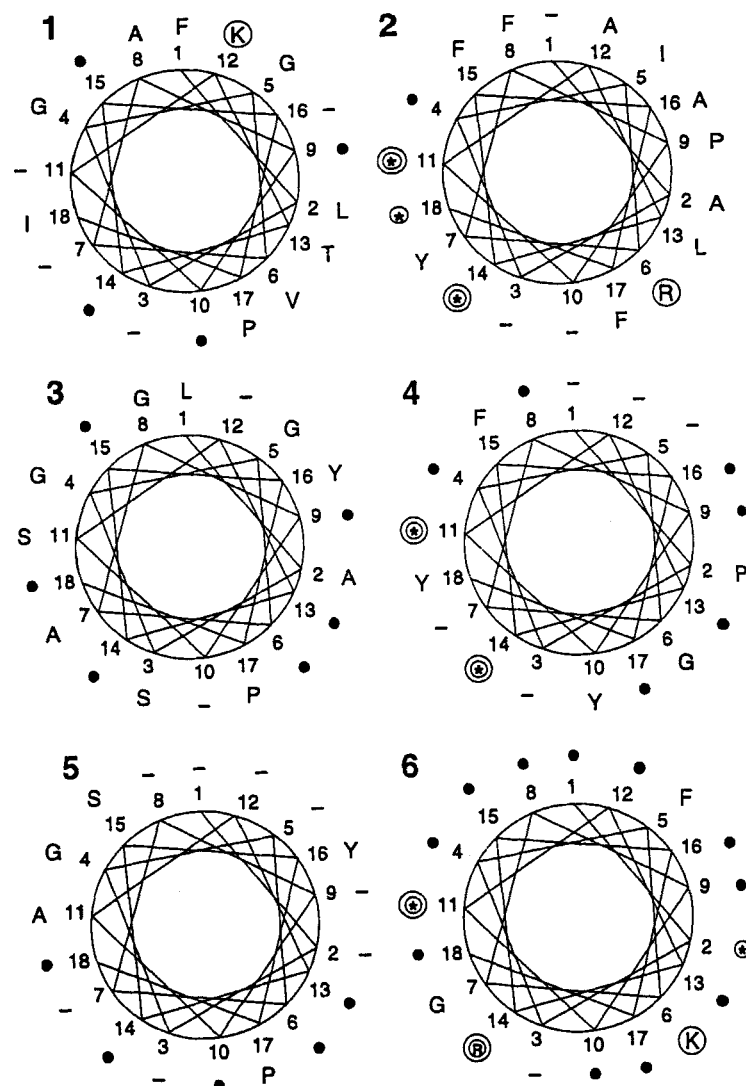 1
A F K
8 1 12 G
15 5
G 4 16 –
9
– 11
2 L
I 18 13 T
– 7 6 V
14 3 10 17
– P
2
F – A
F 8 1 12 I
15 5
4 16 A
* 11 9 P
* 18 2 A
13 L
Y 7 6
* 14 3 10 17 R
– – F
3
G L –
8 1 12 G
15 5
G 4 16 Y
9
S 11
2 A
18 13
A 7 6
14 3 10 17
S – P
4
– –
F 8 1 12 –
15 5
4 16
* 11 9
Y 18 2 P
13
– 7 6 G
* 14 3 10 17
– Y
5
– – –
S 8 1 12 –
15 5
G 4 16 Y
A 11 9 –
18 2 –
13
– 7 6
14 3 10 17
– P
6
8 1 12 F
15 5
4 16
* 11 9
18 2 *
13
G 7 6 K
R 14 3 10 17
–